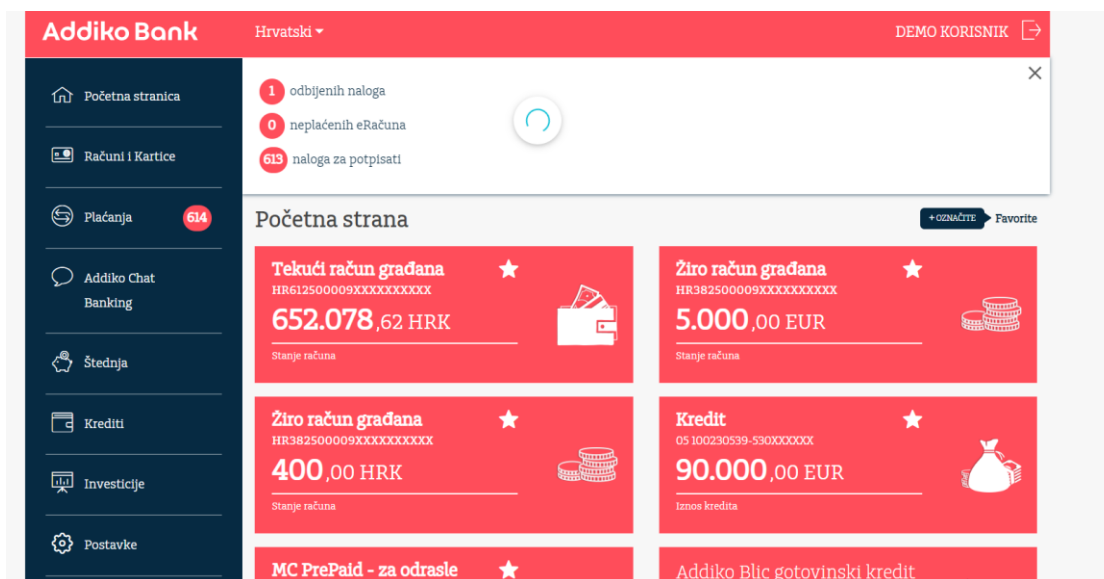 Addiko Bank
Hrvatski
DEMO KORISNIK
Početna stranica
Računi i Kartice
Plaćanja 614
Addiko Chat
Banking
Štednja
Krediti
Investicije
Postavke
1 odbijenih naloga
0 neplaćenih eRačuna
613 naloga za potpisati
Početna strana
+ OZNAČITE Favorite
Tekući račun građana
HR612500009XXXXXXXXXX
652.078,62 HRK
Stanje računa
Žiro račun građana
HR382500009XXXXXXXXXX
5.000,00 EUR
Stanje računa
Žiro račun građana
HR382500009XXXXXXXXXX
400,00 HRK
Stanje računa
Kredit
05 100230539-530XXXXXX
90.000,00 EUR
Iznos kredita
MC PrePaid - za odrasle
Addiko Blic gotovinski kredit